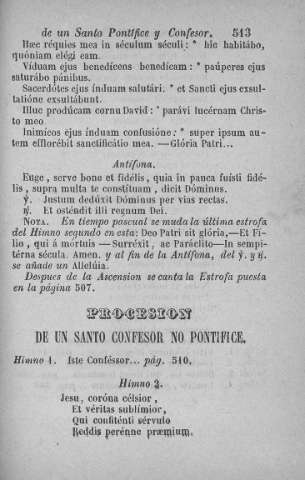 de un Santo Pontífice y Confesor. 543
Hæc réquies mea in séculum séculi: * hic habitábo,
quóniam elégi eam.
Víduam ejus benedícens benedícam: * paúperes ejus
saturábo pánibus.
Sacerdótes ejus índuam salutári. * et Sancti ejus exsul-
tatióne exsultábunt.
Illuc prodúcam cornu David: * parávi lucérnam Chris-
to meo
Inimicos ejus índuam confusióne: * super ipsum au-
tem efflorébit sanctificátio mea. — Glória Patri...
Antífona.
Euge, serve bone et fidélis, quia in pauca fuísti fidé-
lis, supra multa te constituam, dicit Dóminus.
℣. Justum dedúxit Dóminus per vias rectas.
℟. Et osténdit illi regnum Dei.
Nota. En tiempo pascual se muda la última estrofa
del Himno segundo en esta: Deo Patri sit glória,—Et Fí-
lio, qui á mórtuis — Surréxit, ac Paráclito—In sempi-
térna sécula. Amen. y al fin de la Antífona, del ℣. y ℟.
se añade un Allelúia.
Despues de la Ascension se canta la Estrofa puesta
en la página 507.
PROCESION
DE UN SANTO CONFESOR NO PONTIFICE.
Himno 1. Iste Conféssor... pág. 540.
Himno 2.
Jesu, coróna célsior,
Et véritas sublímior,
Qui confiténti sérvulo
Reddis perénne præmium.